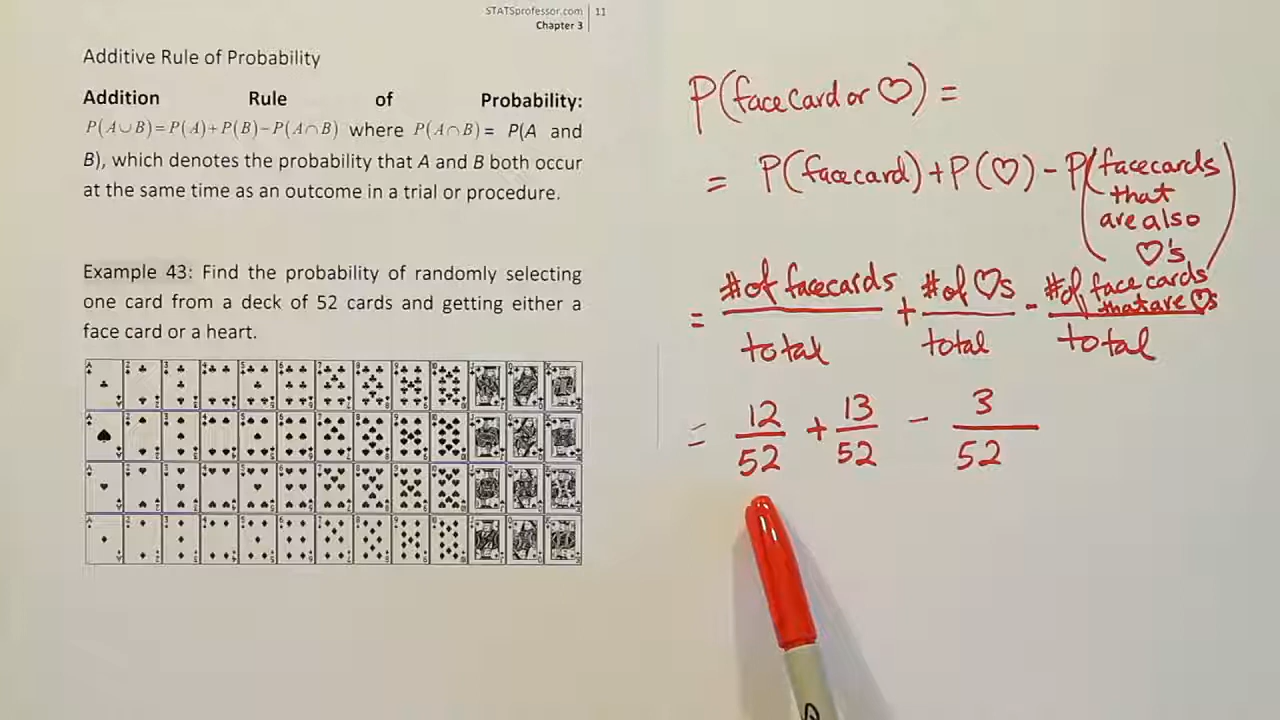 STATSprofessor.com 11
Chapter 3
Additive Rule of Probability
Addition Rule of Probability:
P(A∪B)=P(A)+P(B)−P(A∩B) where P(A∩B)= P(A and
B), which denotes the probability that A and B both occur
at the same time as an outcome in a trial or procedure.
Example 43: Find the probability of randomly selecting
one card from a deck of 52 cards and getting either a
face card or a heart.
P(face card or ♡) =
= P(facecard) + P(♡) − P(facecards
that
are also
♡'s)
= #of facecards + #of ♡s − #of face cards
that are ♡s
total total total
= 12 + 13 − 3
52 52 52